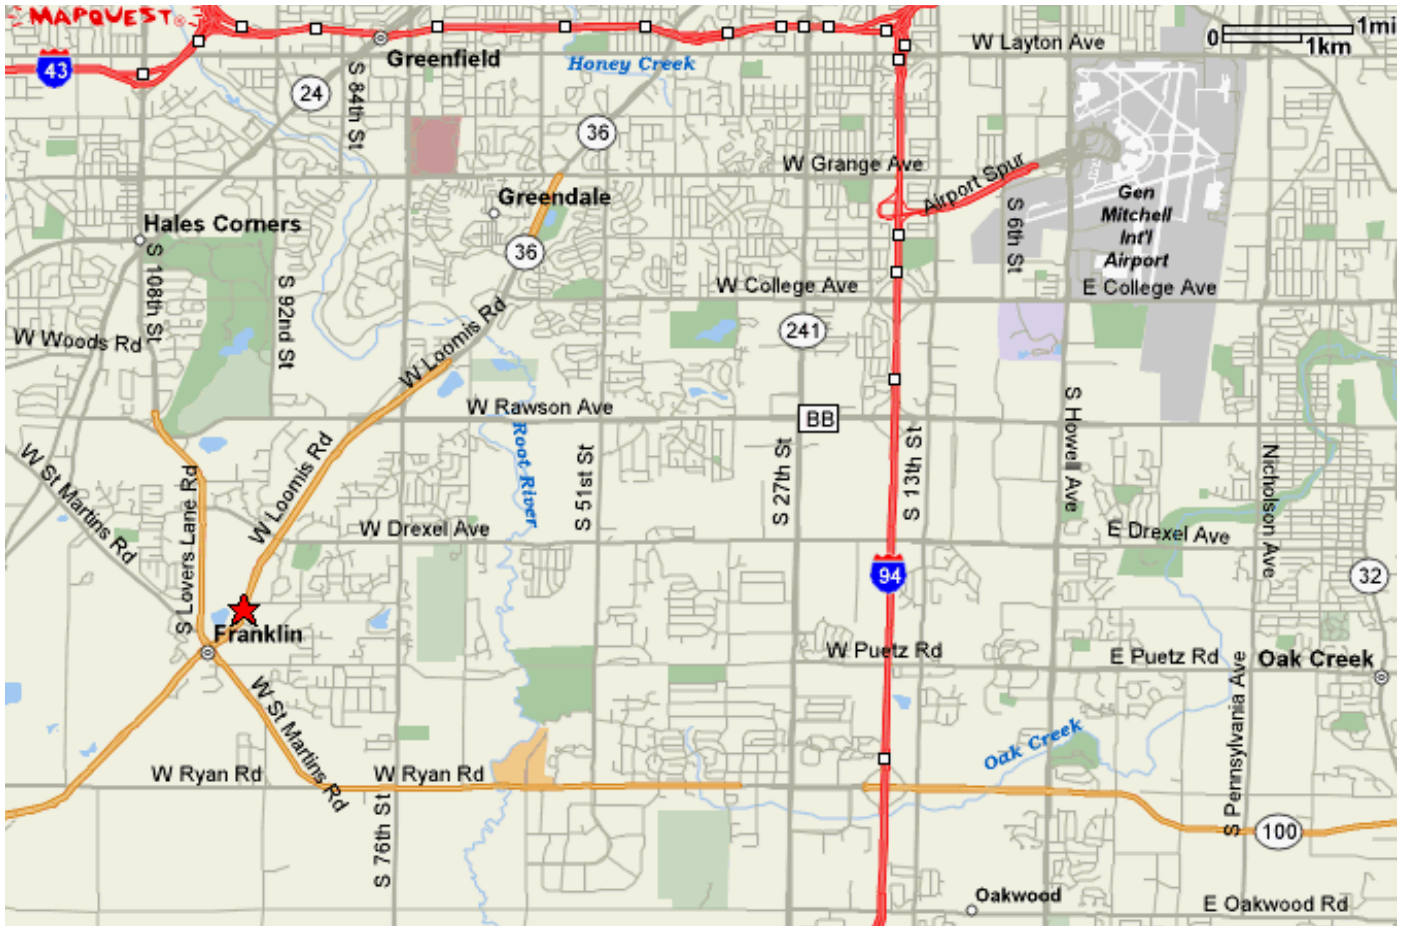 MAPQUEST
43
24
S 84th St
Greenfield
Honey Creek
W Layton Ave
0
1mi
1km
36
W Grange Ave
Airport Spur
Gen
Mitchell
Int'l
Airport
S 6th St
Greendale
Hales Corners
36
S 108th St
S 92nd St
W College Ave
E College Ave
W Woods Rd
W Loomis Rd
241
W Rawson Ave
BB
S Howell Ave
Root River
W St Martins Rd
S Lovers Lane Rd
W Loomis Rd
S 51st St
S 27th St
S 13th St
Nicholson Ave
W Drexel Ave
E Drexel Ave
94
32
Franklin
W Puetz Rd
E Puetz Rd
Oak Creek
W St Martins Rd
S Pennsylvania Ave
Oak Creek
W Ryan Rd
W Ryan Rd
S 76th St
100
Oakwood
E Oakwood Rd